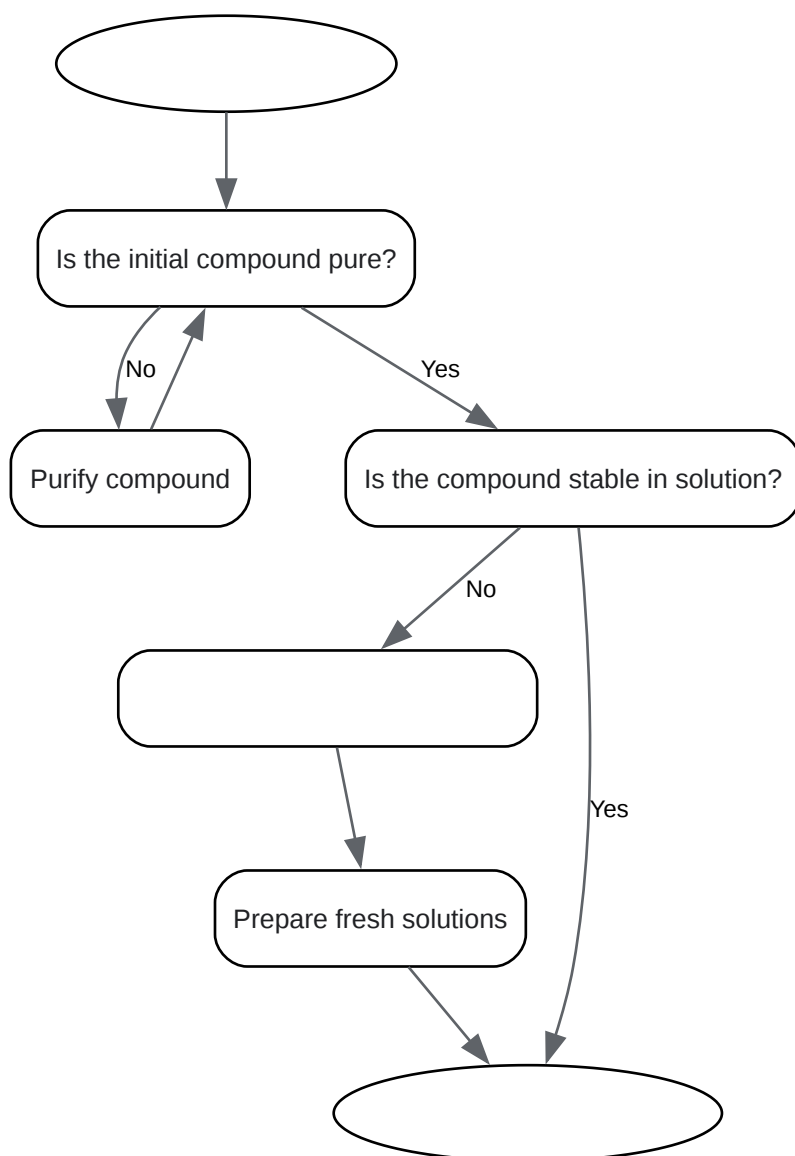 Is the initial compound pure?
No
Yes
Purify compound
Is the compound stable in solution?
No
Yes
Prepare fresh solutions